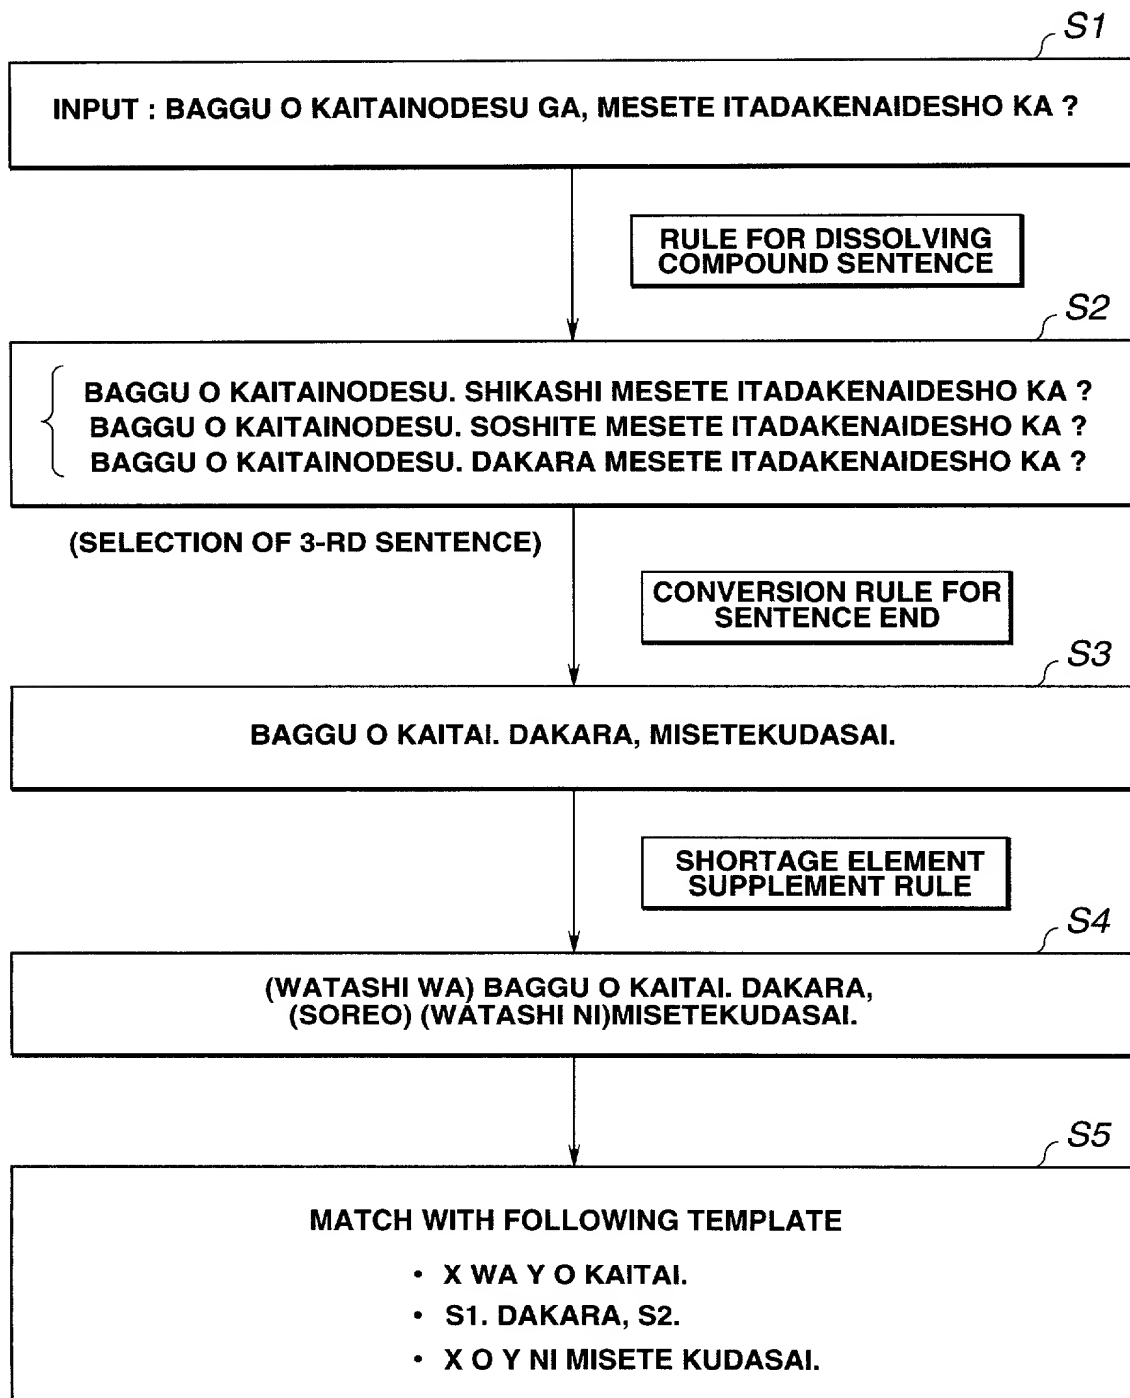 S1
INPUT : BAGGU O KAITAINODESU GA, MESETE ITADAKENAIDESHO KA ?
RULE FOR DISSOLVING
COMPOUND SENTENCE
S2
BAGGU O KAITAINODESU. SHIKASHI MESETE ITADAKENAIDESHO KA ?
BAGGU O KAITAINODESU. SOSHITE MESETE ITADAKENAIDESHO KA ?
BAGGU O KAITAINODESU. DAKARA MESETE ITADAKENAIDESHO KA ?
(SELECTION OF 3-RD SENTENCE)
CONVERSION RULE FOR
SENTENCE END
S3
BAGGU O KAITAI. DAKARA, MISETEKUDASAI.
SHORTAGE ELEMENT
SUPPLEMENT RULE
S4
(WATASHI WA) BAGGU O KAITAI. DAKARA,
(SOREO) (WATASHI NI)MISETEKUDASAI.
S5
MATCH WITH FOLLOWING TEMPLATE
• X WA Y O KAITAI.
• S1. DAKARA, S2.
• X O Y NI MISETE KUDASAI.